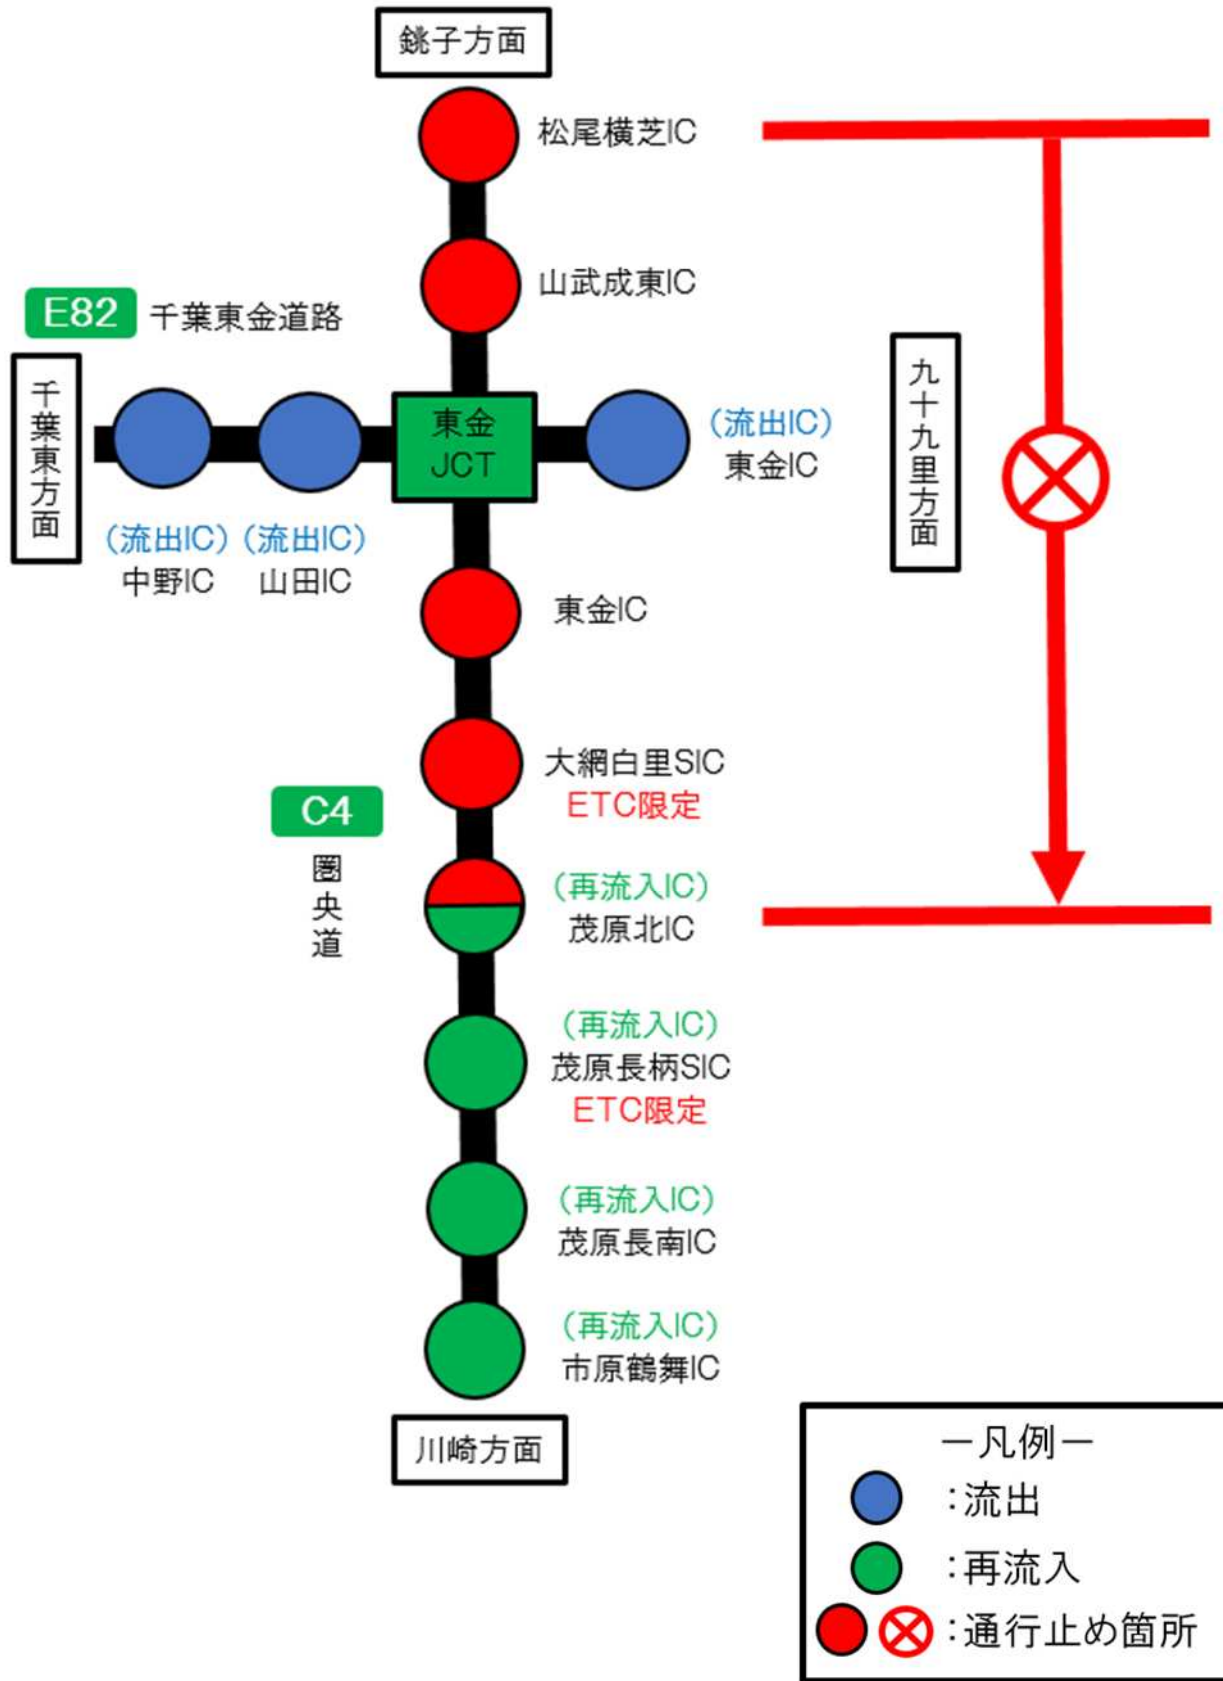 銚子方面
松尾横芝IC
山武成東IC
E82 千葉東金道路
千葉東方面
東金
JCT
(流出IC)
東金IC
九十九里方面
(流出IC) (流出IC)
中野IC 山田IC
東金IC
大網白里SIC
ETC限定
C4
圏央道
(再流入IC)
茂原北IC
(再流入IC)
茂原長柄SIC
ETC限定
(再流入IC)
茂原長南IC
(再流入IC)
市原鶴舞IC
川崎方面
－凡例－
：流出
：再流入
：通行止め箇所